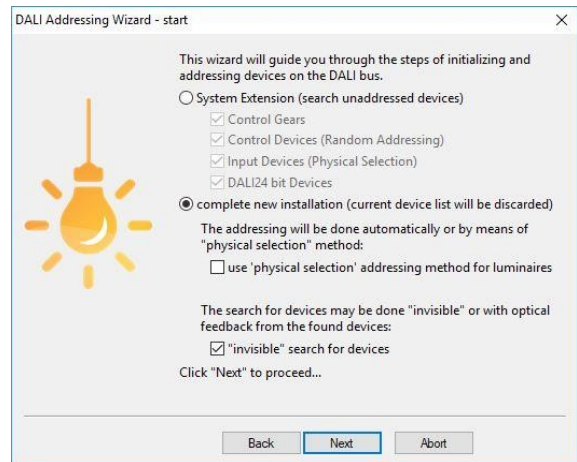 DALI Addressing Wizard - start
This wizard will guide you through the steps of initializing and
addressing devices on the DALI bus.
System Extension (search unaddressed devices)
Control Gears
Control Devices (Random Addressing)
Input Devices (Physical Selection)
DALI24 bit Devices
complete new installation (current device list will be discarded)
The addressing will be done automatically or by means of
"physical selection" method:
use 'physical selection' addressing method for luminaires
The search for devices may be done "invisible" or with optical
feedback from the found devices:
"invisible" search for devices
Click "Next" to proceed...
Back Next Abort